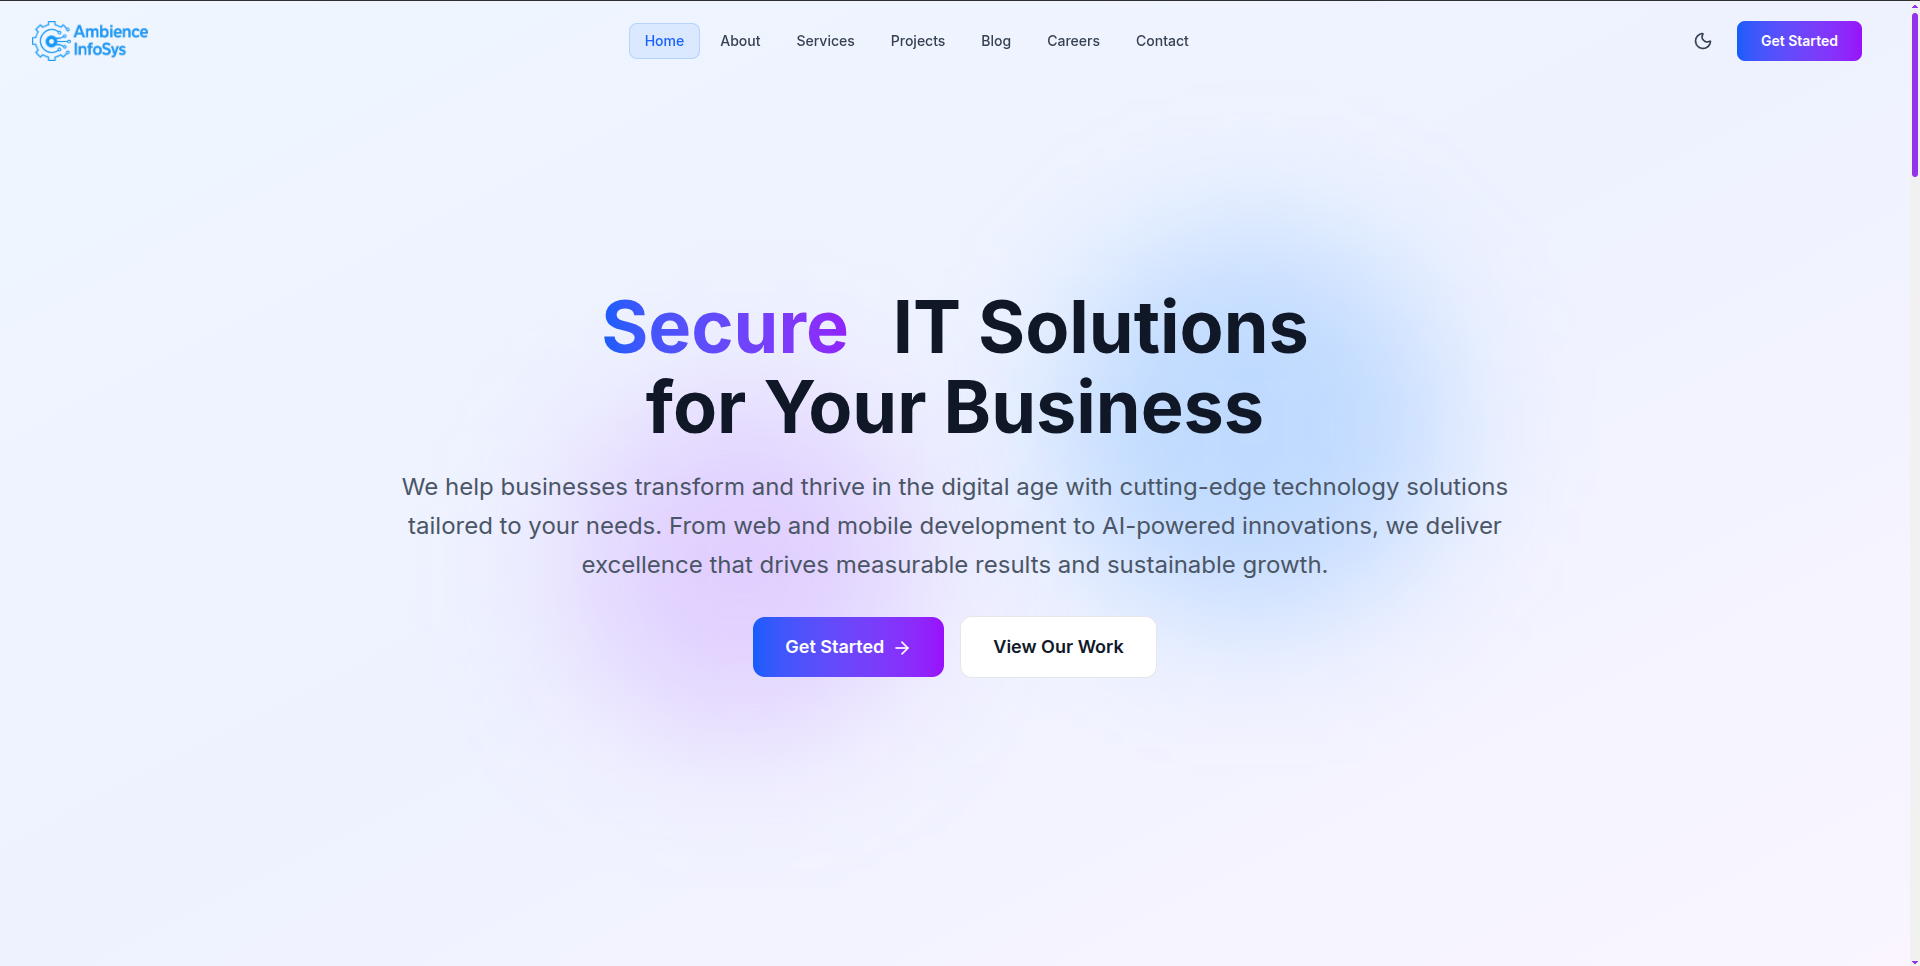 Ambience
InfoSys
Home
About
Services
Projects
Blog
Careers
Contact
Get Started
Secure IT Solutions
for Your Business
We help businesses transform and thrive in the digital age with cutting-edge technology solutions
tailored to your needs. From web and mobile development to AI-powered innovations, we deliver
excellence that drives measurable results and sustainable growth.
Get Started
View Our Work